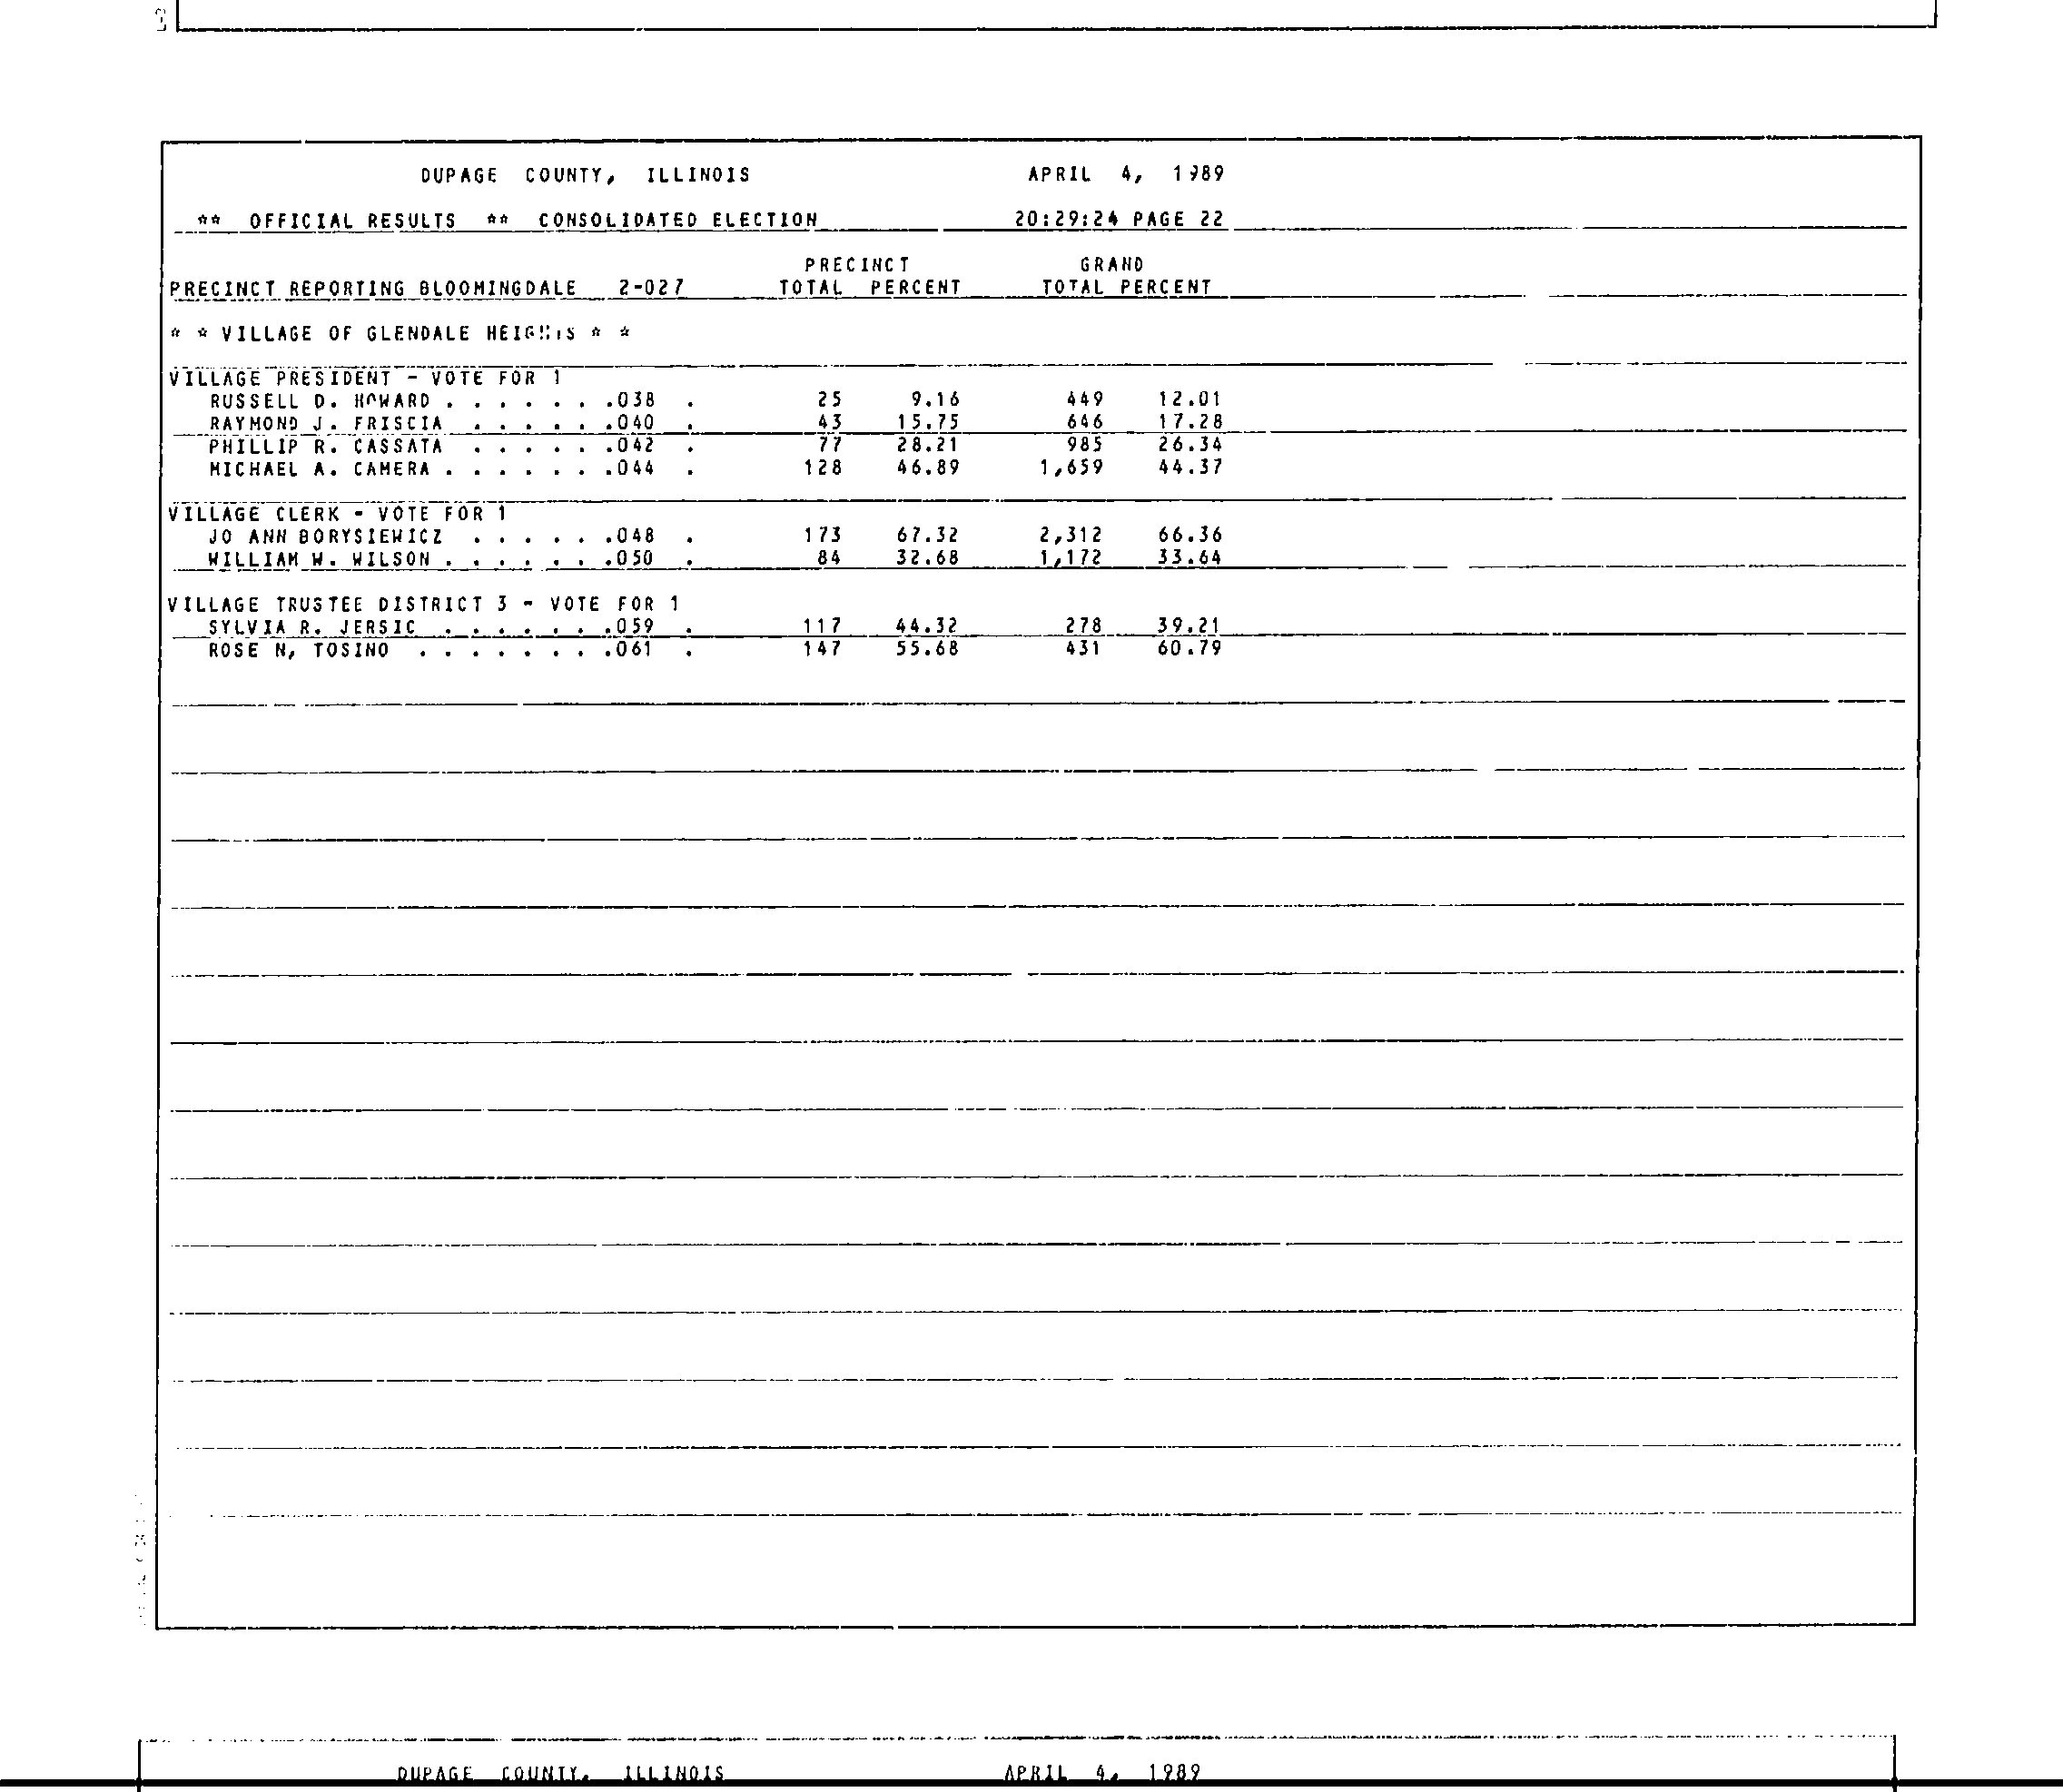 DUPAGE COUNTY, ILLINOIS APRIL 4, 1989
** OFFICIAL RESULTS ** CONSOLIDATED ELECTION 20:29:24 PAGE 22
PRECINCT GRAND
PRECINCT REPORTING BLOOMINGDALE 2-027 TOTAL PERCENT TOTAL PERCENT
* * VILLAGE OF GLENDALE HEIGHTS * *
VILLAGE PRESIDENT - VOTE FOR 1
RUSSELL D. HOWARD . . . . . . .038 . 25 9.16 449 12.01
RAYMOND J. FRISCIA . . . . . .040 . 43 15.75 646 17.28
PHILLIP R. CASSATA . . . . . .042 . 77 28.21 985 26.34
MICHAEL A. CAMERA . . . . . . .044 . 128 46.89 1,659 44.37
VILLAGE CLERK - VOTE FOR 1
JO ANN BORYSIEWICZ . . . . . .048 . 173 67.32 2,312 66.36
WILLIAM W. WILSON . . . . . . .050 . 84 32.68 1,172 33.64
VILLAGE TRUSTEE DISTRICT 3 - VOTE FOR 1
SYLVIA R. JERSIC . . . . . . .059 . 117 44.32 278 39.21
ROSE N, TOSINO . . . . . . . .061 . 147 55.68 431 60.79
DUPAGE COUNTY, ILLINOIS APRIL 4, 1989